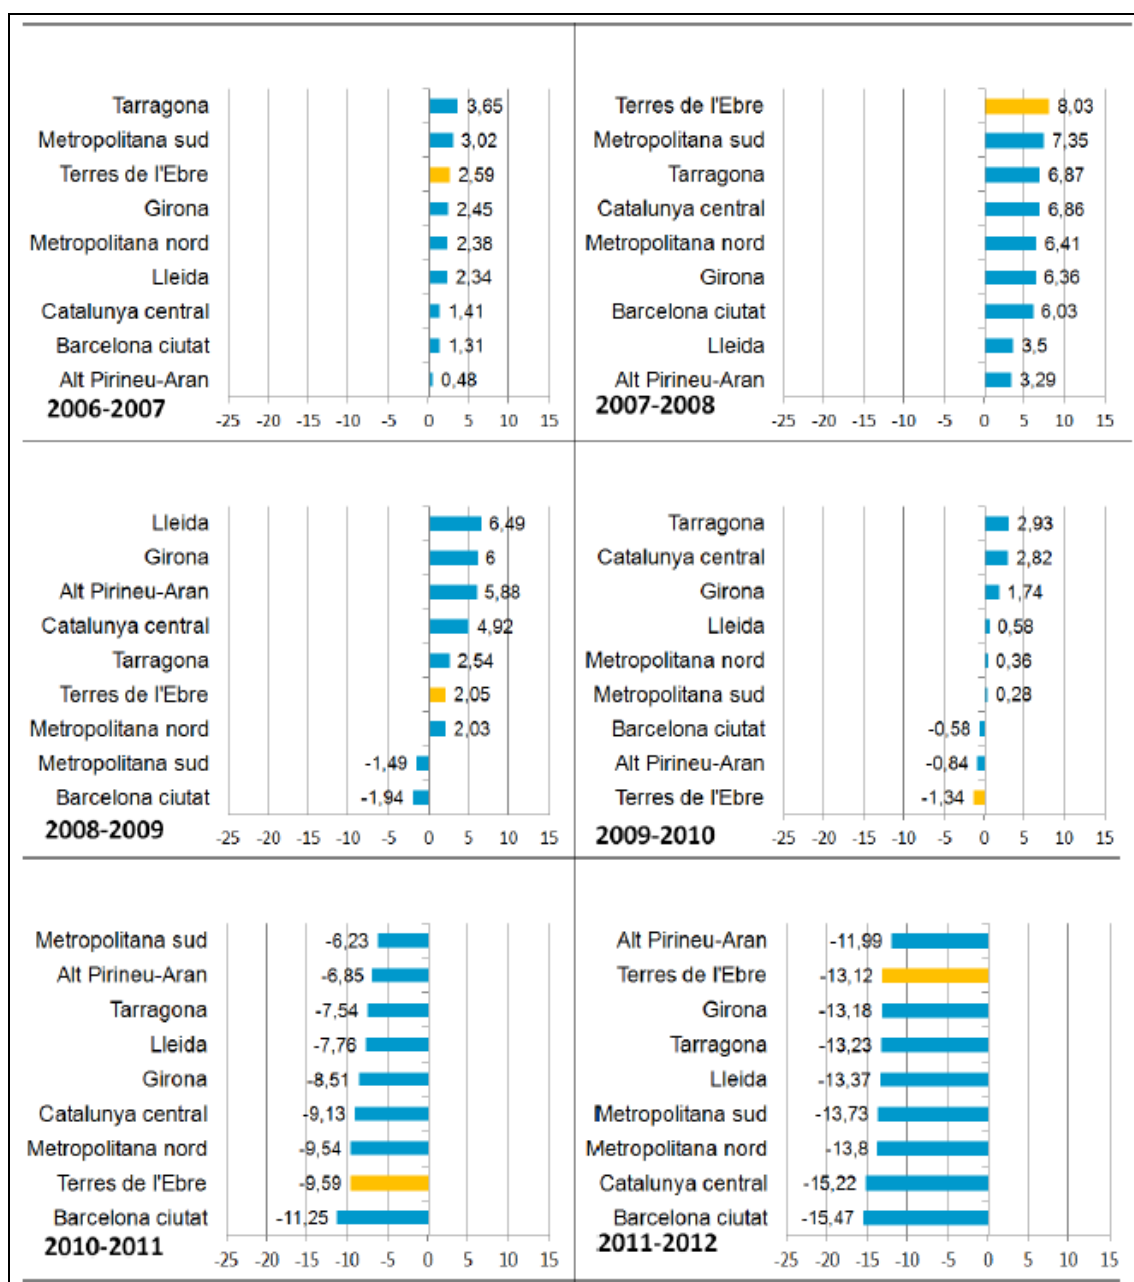 Tarragona 3,65
Metropolitana sud 3,02
Terres de l'Ebre 2,59
Girona 2,45
Metropolitana nord 2,38
Lleida 2,34
Catalunya central 1,41
Barcelona ciutat 1,31
Alt Pirineu-Aran 0,48
2006-2007
-25 -20 -15 -10 -5 0 5 10 15
Terres de l'Ebre 8,03
Metropolitana sud 7,35
Tarragona 6,87
Catalunya central 6,86
Metropolitana nord 6,41
Girona 6,36
Barcelona ciutat 6,03
Lleida 3,5
Alt Pirineu-Aran 3,29
2007-2008
-25 -20 -15 -10 -5 0 5 10 15
Lleida 6,49
Girona 6
Alt Pirineu-Aran 5,88
Catalunya central 4,92
Tarragona 2,54
Terres de l'Ebre 2,05
Metropolitana nord 2,03
Metropolitana sud -1,49
Barcelona ciutat -1,94
2008-2009
-25 -20 -15 -10 -5 0 5 10 15
Tarragona 2,93
Catalunya central 2,82
Girona 1,74
Lleida 0,58
Metropolitana nord 0,36
Metropolitana sud 0,28
Barcelona ciutat -0,58
Alt Pirineu-Aran -0,84
Terres de l'Ebre -1,34
2009-2010
-25 -20 -15 -10 -5 0 5 10 15
Metropolitana sud -6,23
Alt Pirineu-Aran -6,85
Tarragona -7,54
Lleida -7,76
Girona -8,51
Catalunya central -9,13
Metropolitana nord -9,54
Terres de l'Ebre -9,59
Barcelona ciutat -11,25
2010-2011
-25 -20 -15 -10 -5 0 5 10 15
Alt Pirineu-Aran -11,99
Terres de l'Ebre -13,12
Girona -13,18
Tarragona -13,23
Lleida -13,37
Metropolitana sud -13,73
Metropolitana nord -13,8
Catalunya central -15,22
Barcelona ciutat -15,47
2011-2012
-25 -20 -15 -10 -5 0 5 10 15